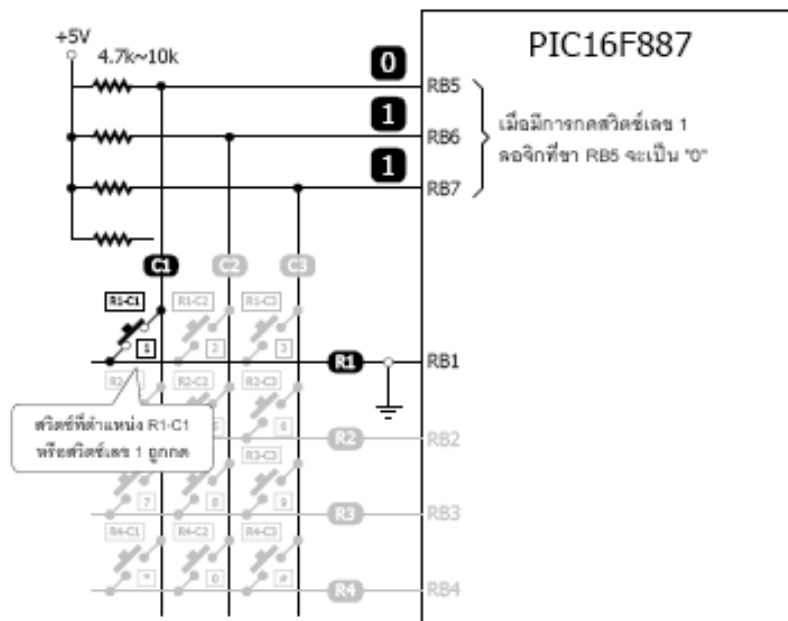 PIC16F887
+5V
4.7k~10k
0
RB5
1
RB6
1
RB7
เมื่อมีการกดสวิตช์เลข 1
ลอจิกที่ขา RB5 จะเป็น "0"
C1 C2 C3
R1-C1 R1-C2 R1-C3
1 2 3
R1
RB1
R2-C2 R2-C3
สวิตช์ที่ตำแหน่ง R1-C1
หรือสวิตช์เลข 1 ถูกกด
6
R2
RB2
R3-C3
7 8 9
R3
RB3
R4-C1 R4-C2 R4-C3
* 0 #
R4
RB4